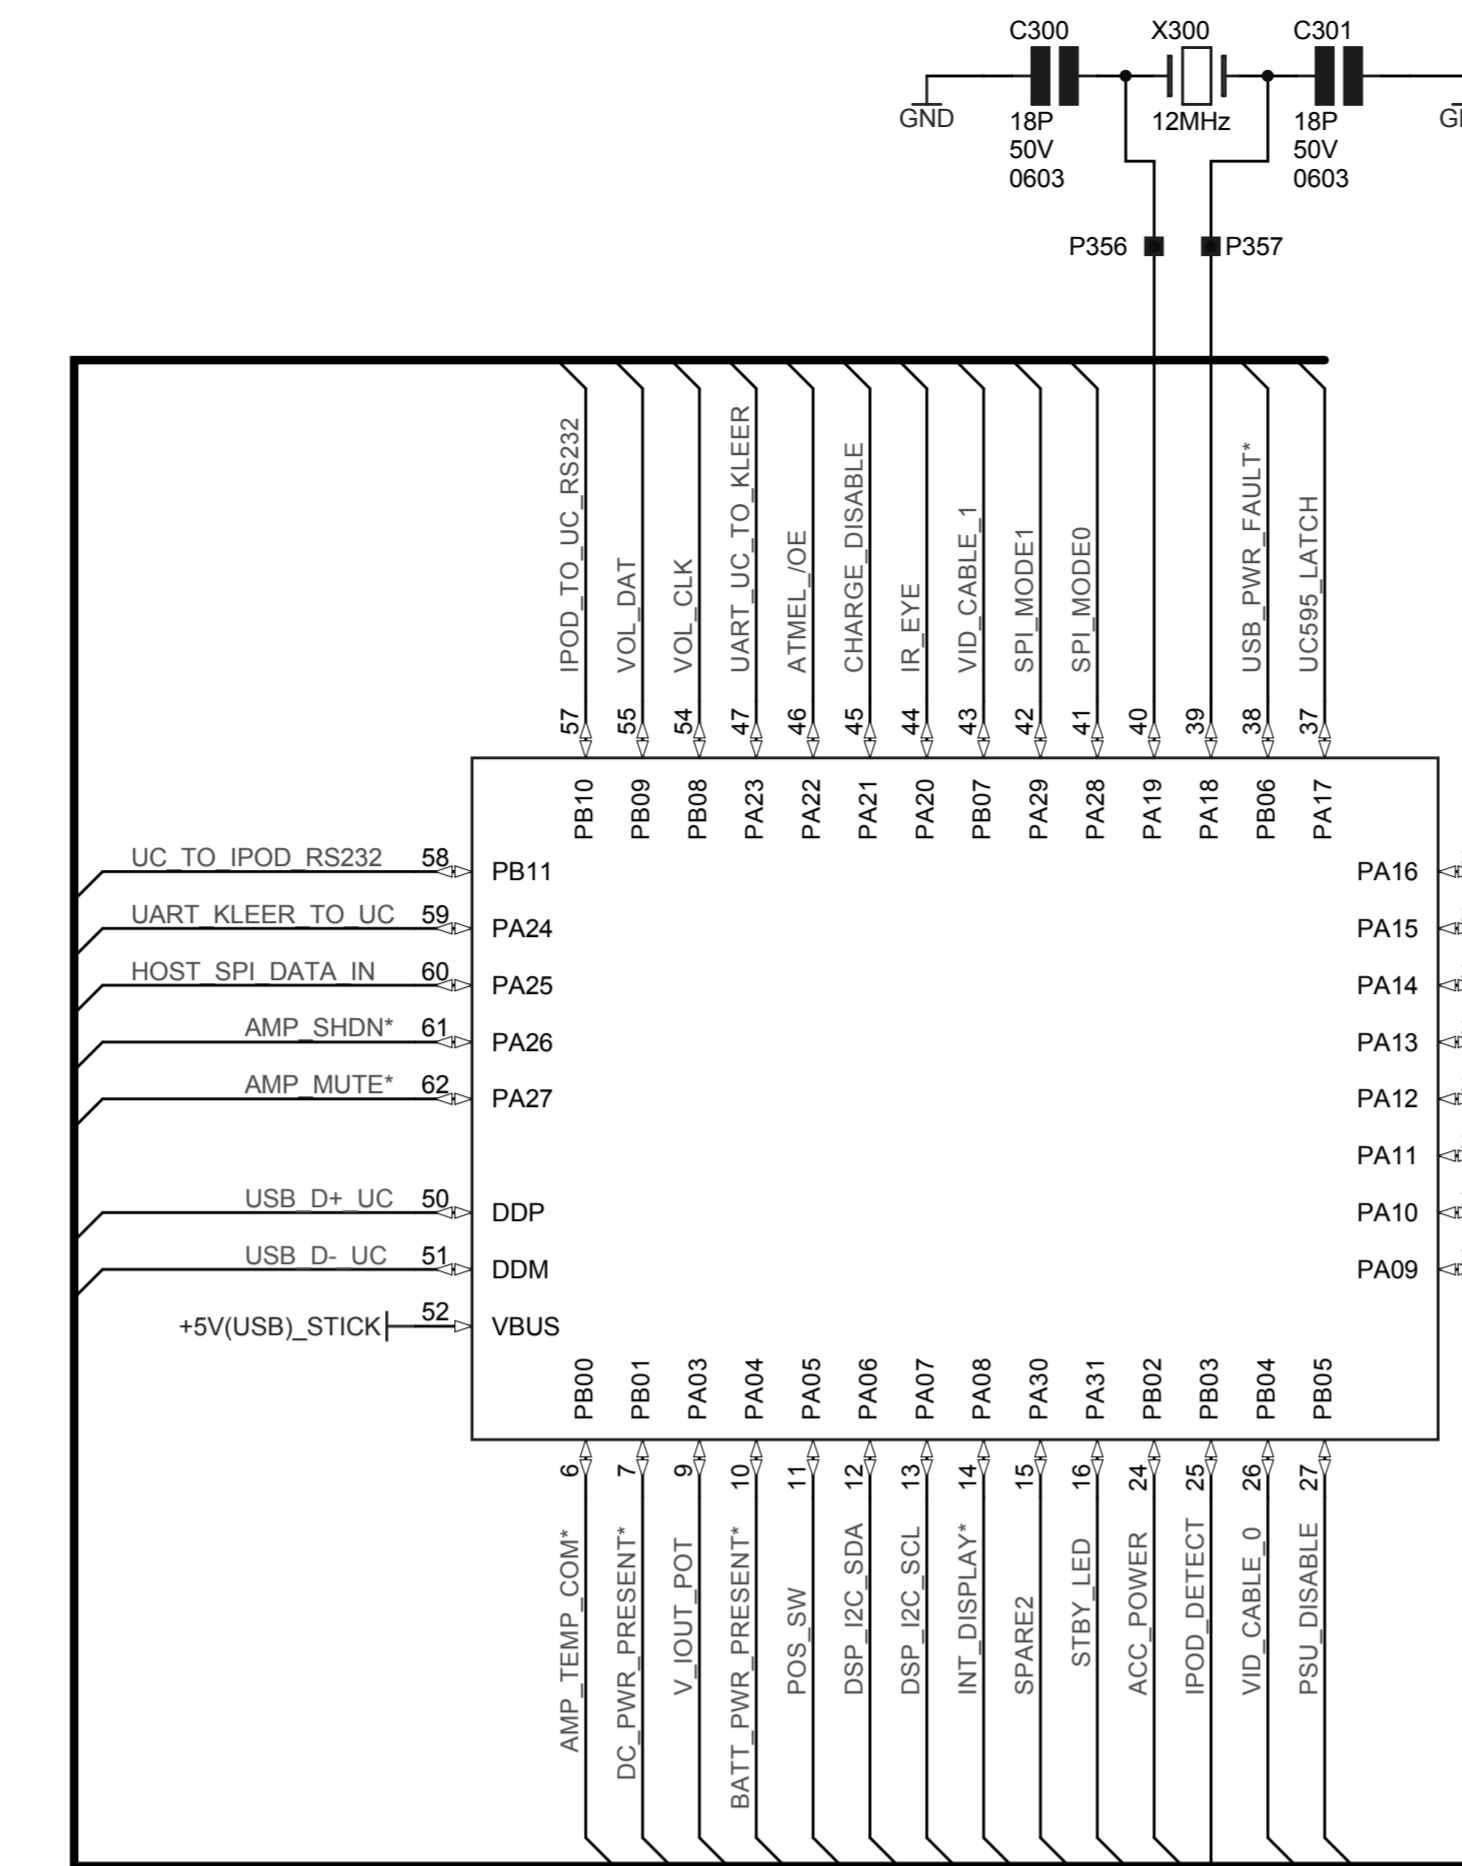 C300
X300
C301
GND
18P
50V
0603
12MHz
18P
50V
0603
P356
P357
IPOD_TO_UC_RS232
VOL_DAT
VOL_CLK
UART_UC_TO_KLEER
ATMEL_/OE
CHARGE_DISABLE
IR_EYE
VID_CABLE_1
SPI_MODE1
SPI_MODE0
USB_PWR_FAULT*
UC595_LATCH
57
55
54
47
46
45
44
43
42
41
40
39
38
37
PB10
PB09
PB08
PA23
PA22
PA21
PA20
PB07
PA29
PA28
PA19
PA18
PB06
PA17
UC_TO_IPOD_RS232 58 PB11
UART_KLEER_TO_UC 59 PA24
HOST_SPI_DATA_IN 60 PA25
AMP_SHDN* 61 PA26
AMP_MUTE* 62 PA27
USB_D+_UC 50 DDP
USB_D-_UC 51 DDM
+5V(USB)_STICK 52 VBUS
PA16
PA15
PA14
PA13
PA12
PA11
PA10
PA09
PB00
PB01
PA03
PA04
PA05
PA06
PA07
PA08
PA30
PA31
PB02
PB03
PB04
PB05
6
7
9
10
11
12
13
14
15
16
24
25
26
27
AMP_TEMP_COM*
DC_PWR_PRESENT*
V_IOUT_POT
BATT_PWR_PRESENT*
POS_SW
DSP_I2C_SDA
DSP_I2C_SCL
INT_DISPLAY*
SPARE2
STBY_LED
ACC_POWER
IPOD_DETECT
VID_CABLE_0
PSU_DISABLE